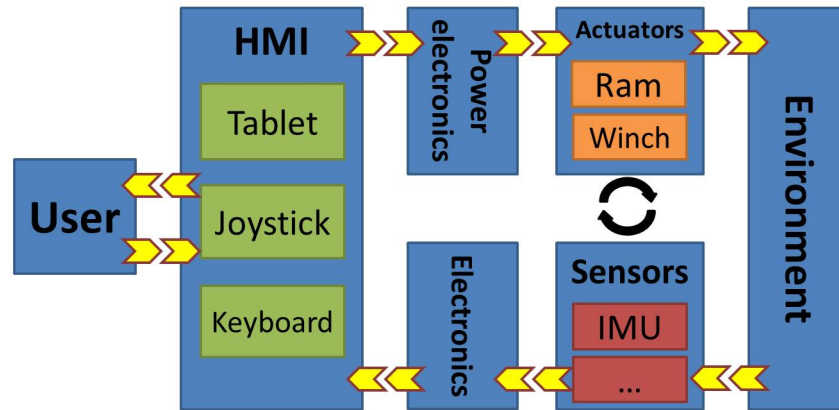 User
HMI
Tablet
Joystick
Keyboard
Power
electronics
Actuators
Ram
Winch
Electronics
Sensors
IMU
...
Environment